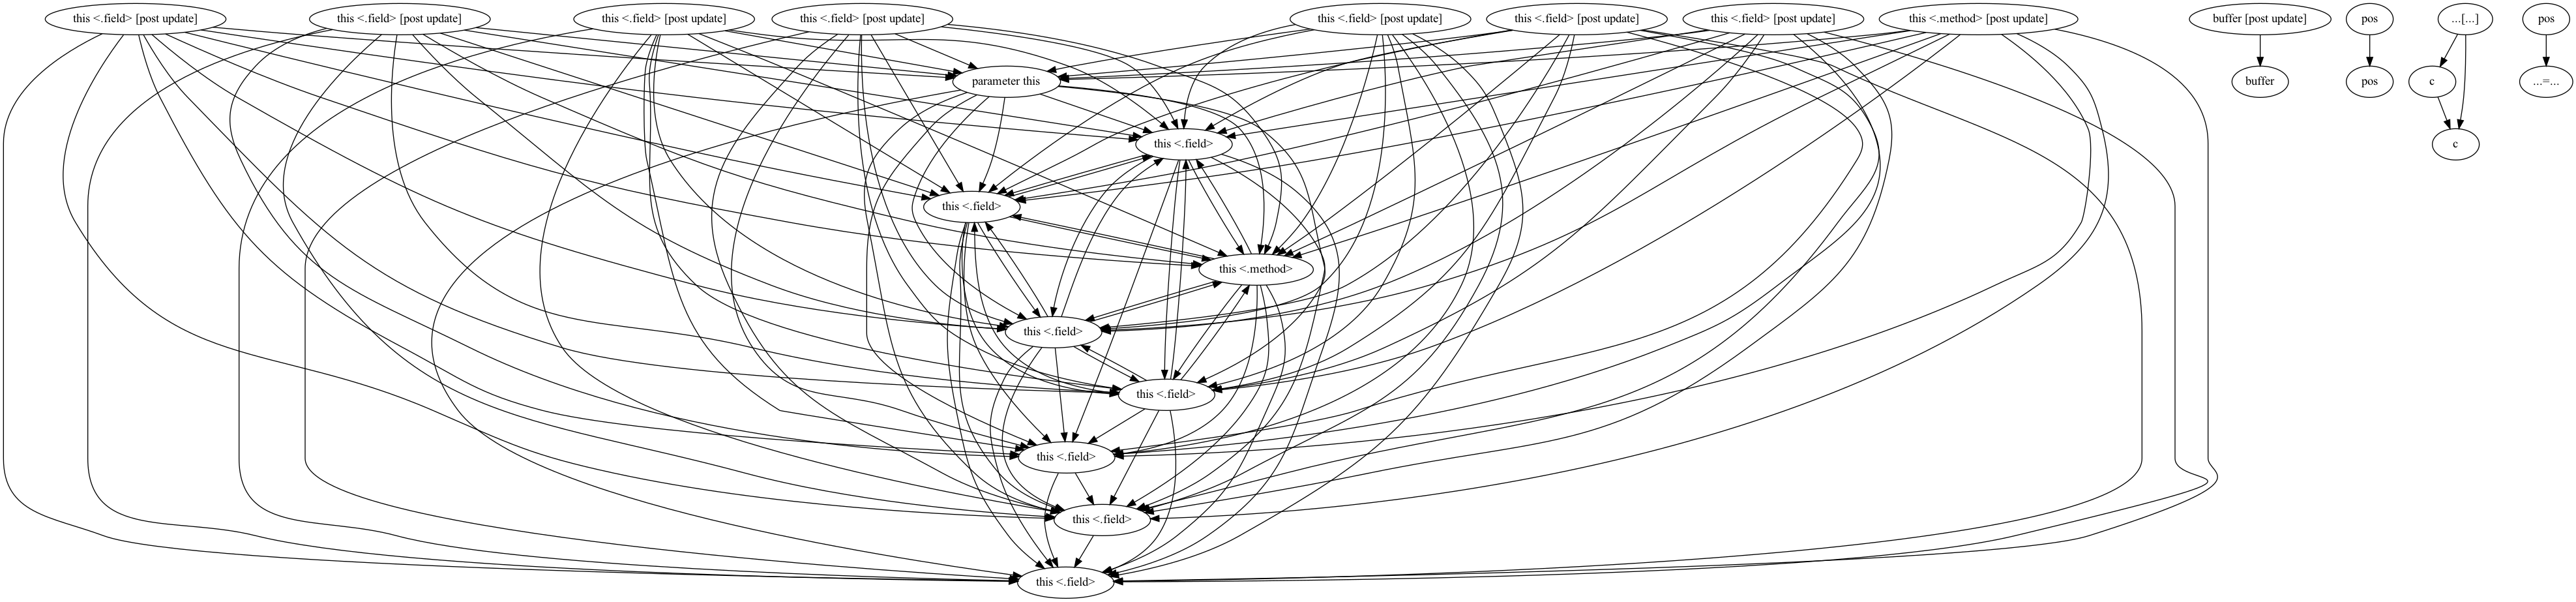 this <.field> [post update]
this <.field> [post update]
this <.field> [post update]
this <.field> [post update]
this <.field> [post update]
this <.field> [post update]
this <.field> [post update]
this <.method> [post update]
buffer [post update]
pos
...[...]
pos
parameter this
buffer
pos
c
...=...
this <.field>
c
this <.field>
this <.method>
this <.field>
this <.field>
this <.field>
this <.field>
this <.field>